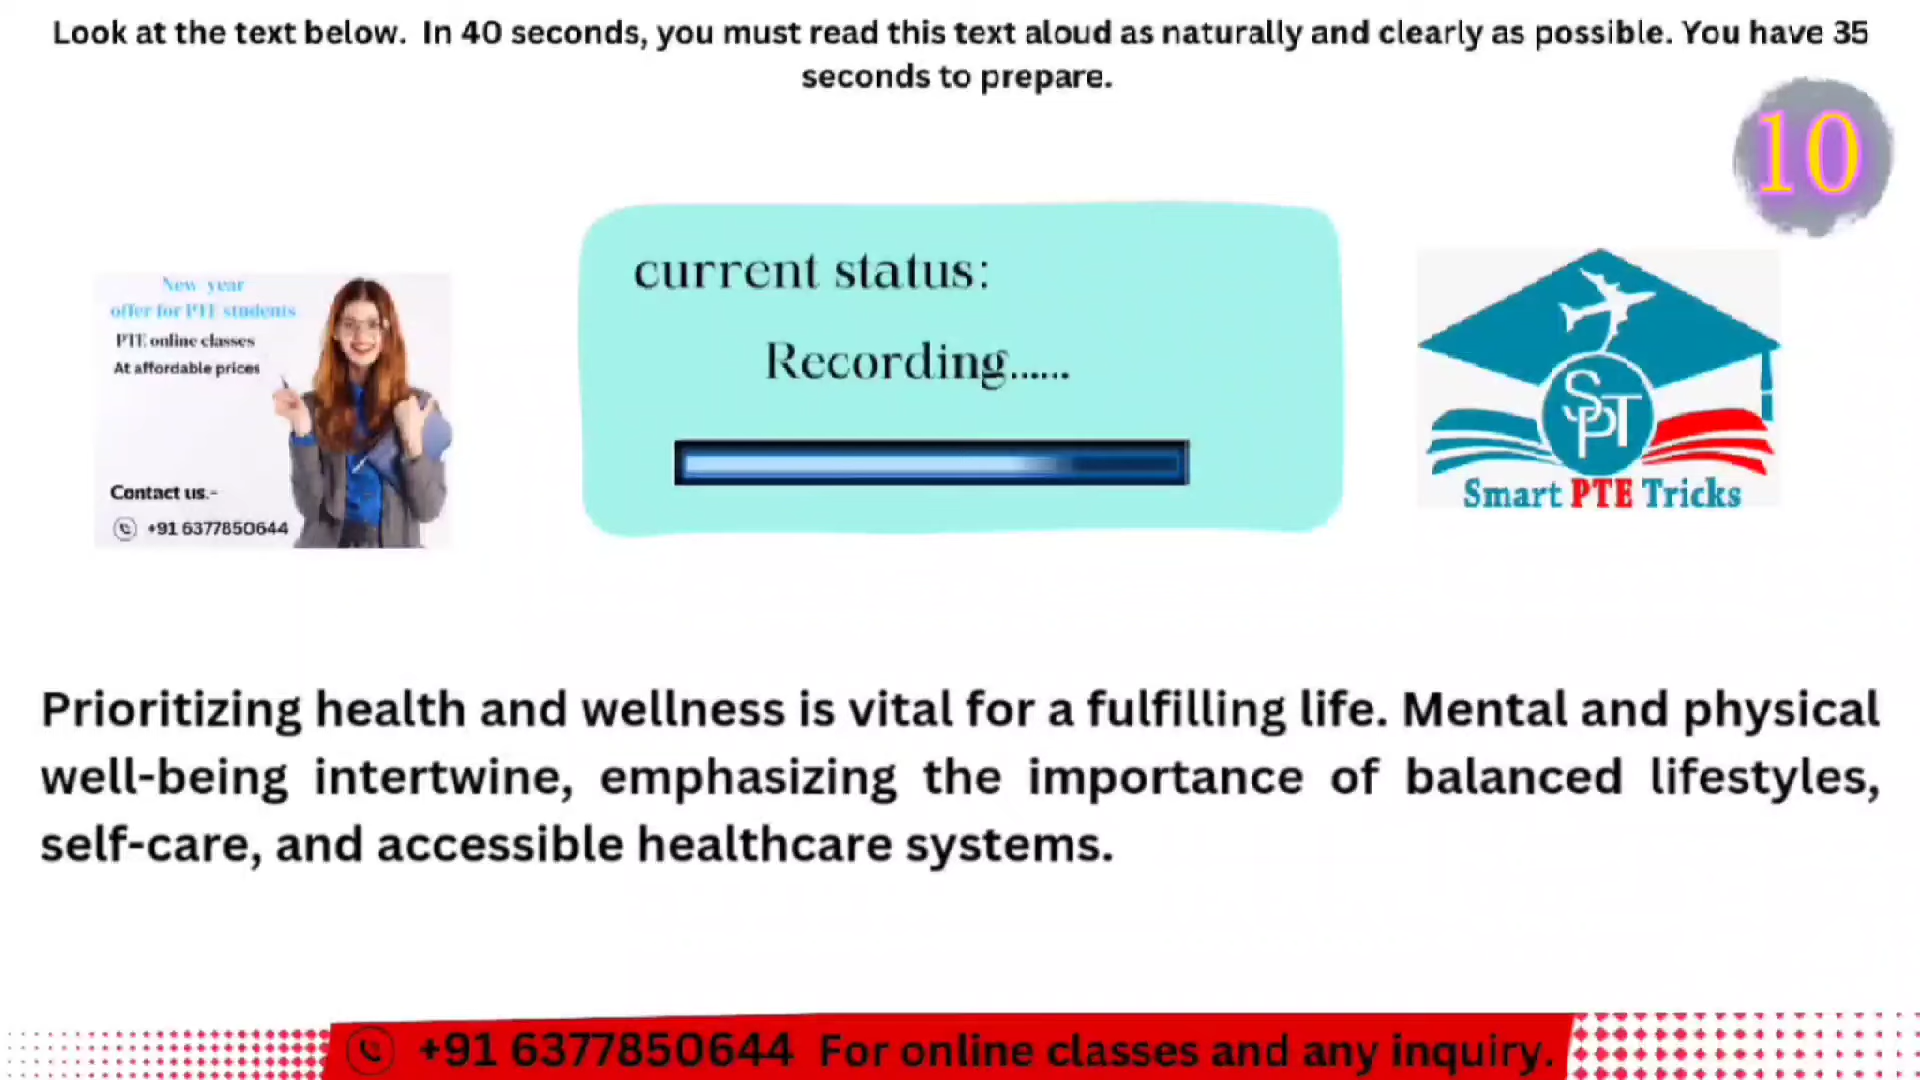 Look at the text below. In 40 seconds, you must read this text aloud as naturally and clearly as possible. You have 35
seconds to prepare.
10
New year
offer for PTE students
PTE online classes
At affordable prices
Contact us.-
+91 6377850644
current status:
Recording......
SPT
Smart PTE Tricks
Prioritizing health and wellness is vital for a fulfilling life. Mental and physical
well-being intertwine, emphasizing the importance of balanced lifestyles,
self-care, and accessible healthcare systems.
+91 6377850644 For online classes and any inquiry.